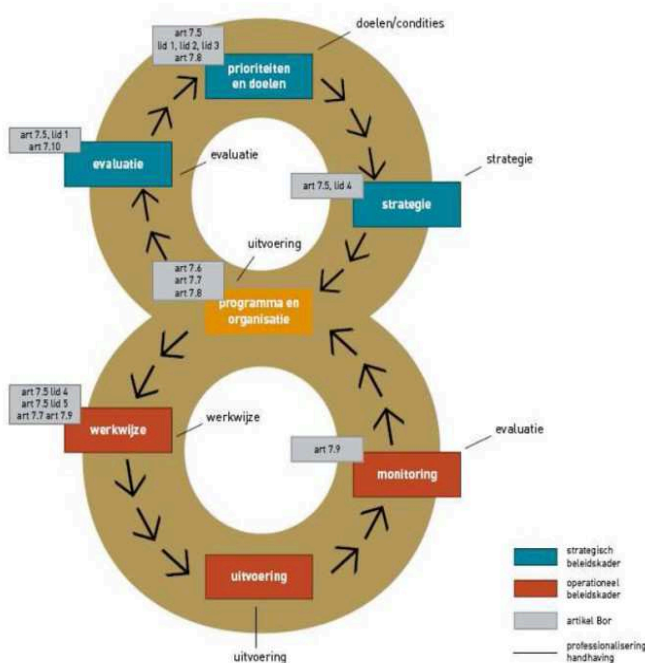 doelen/condities
art 7.5
lid 1, lid 2, lid 3
art 7.8
prioriteiten
en doelen
art 7.5, lid 1
art 7.10
evaluatie
evaluatie
strategie
art 7.5, lid 4
strategie
uitvoering
art 7.6
art 7.7
art 7.8
programma en
organisatie
art 7.5 lid 4
art 7.5 lid 5
art 7.7 art 7.9
werkwijze
werkwijze
evaluatie
art 7.9
monitoring
uitvoering
uitvoering
strategisch
beleidskader
operationeel
beleidskader
artikel Bor
professionalisering
handhaving